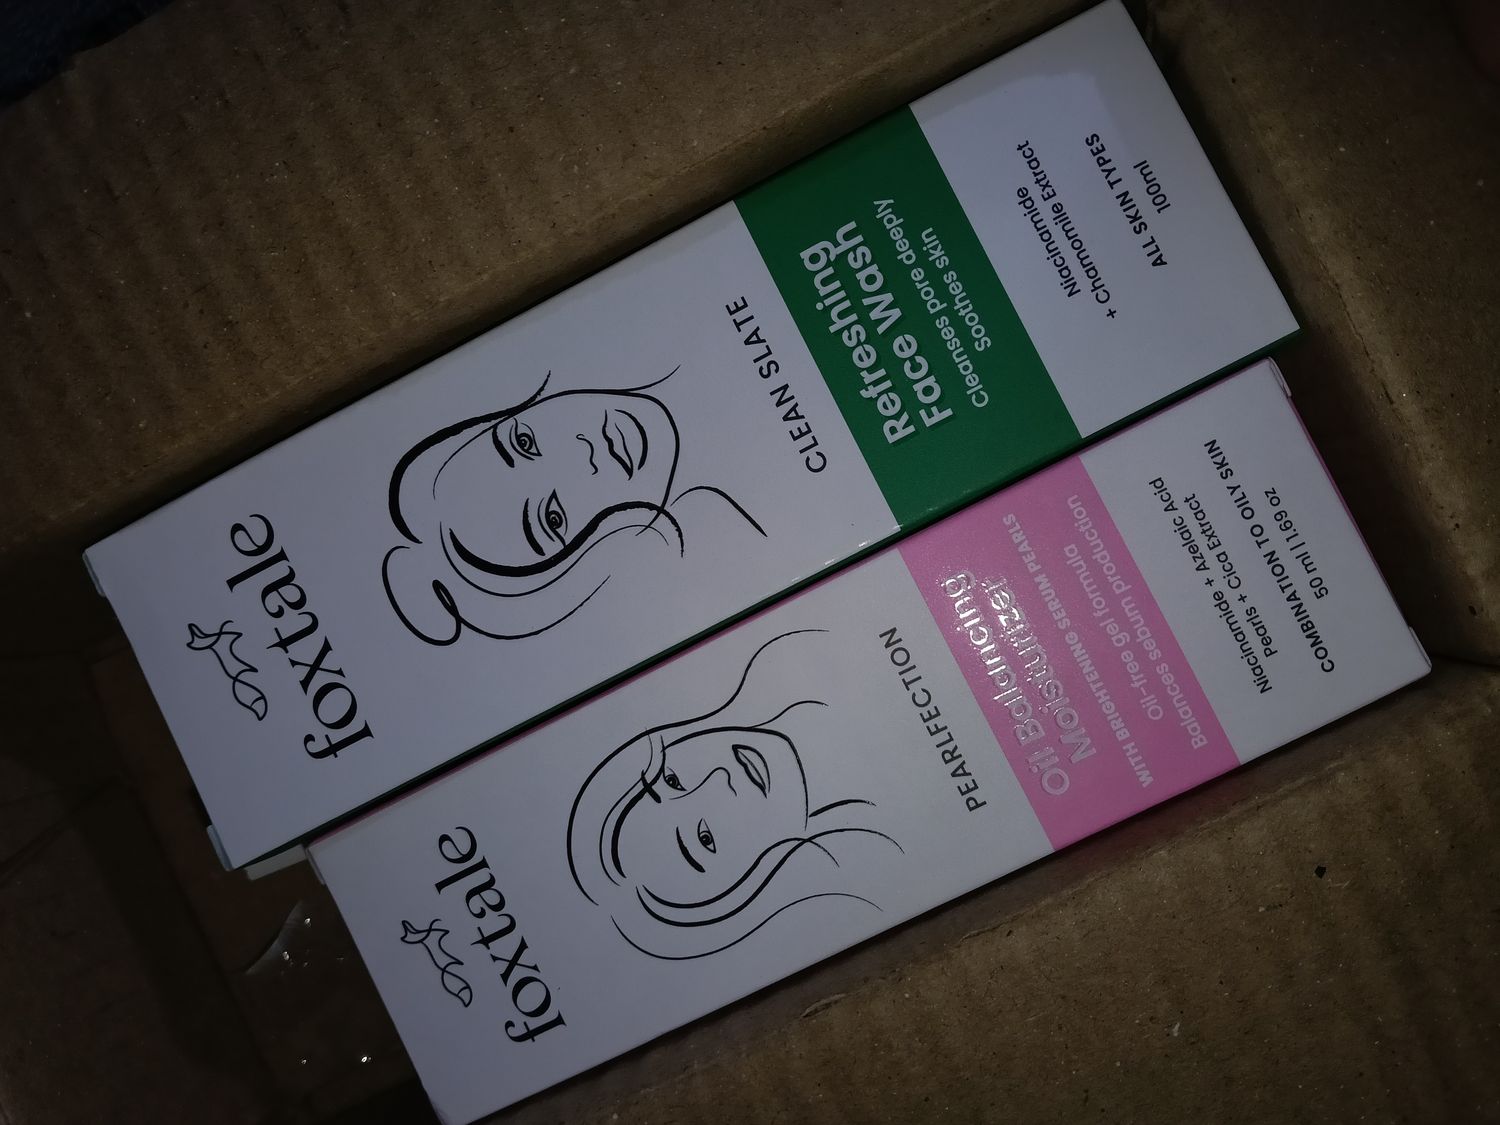 foxtale
CLEAN SLATE
Refreshing
Face Wash
Cleanses pore deeply
Soothes skin
Niacinamide
+ Chamomile Extract
ALL SKIN TYPES
100ml
foxtale
PEARLFECTION
Oil Balancing
Moisturizer
WITH BRIGHTENING SERUM PEARLS
Oil-free gel formula
Balances sebum production
Niacinamide + Azelaic Acid
Pearls + Cica Extract
COMBINATION TO OILY SKIN
50 ml | 1.69 oz